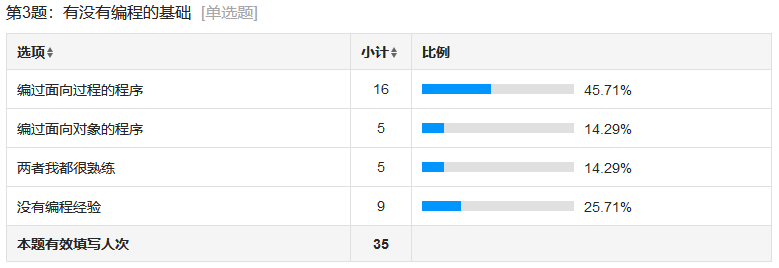 第3题：有没有编程的基础 [单选题]
选项 小计 比例
编过面向过程的程序 16 45.71%
编过面向对象的程序 5 14.29%
两者我都很熟练 5 14.29%
没有编程经验 9 25.71%
本题有效填写人次 35